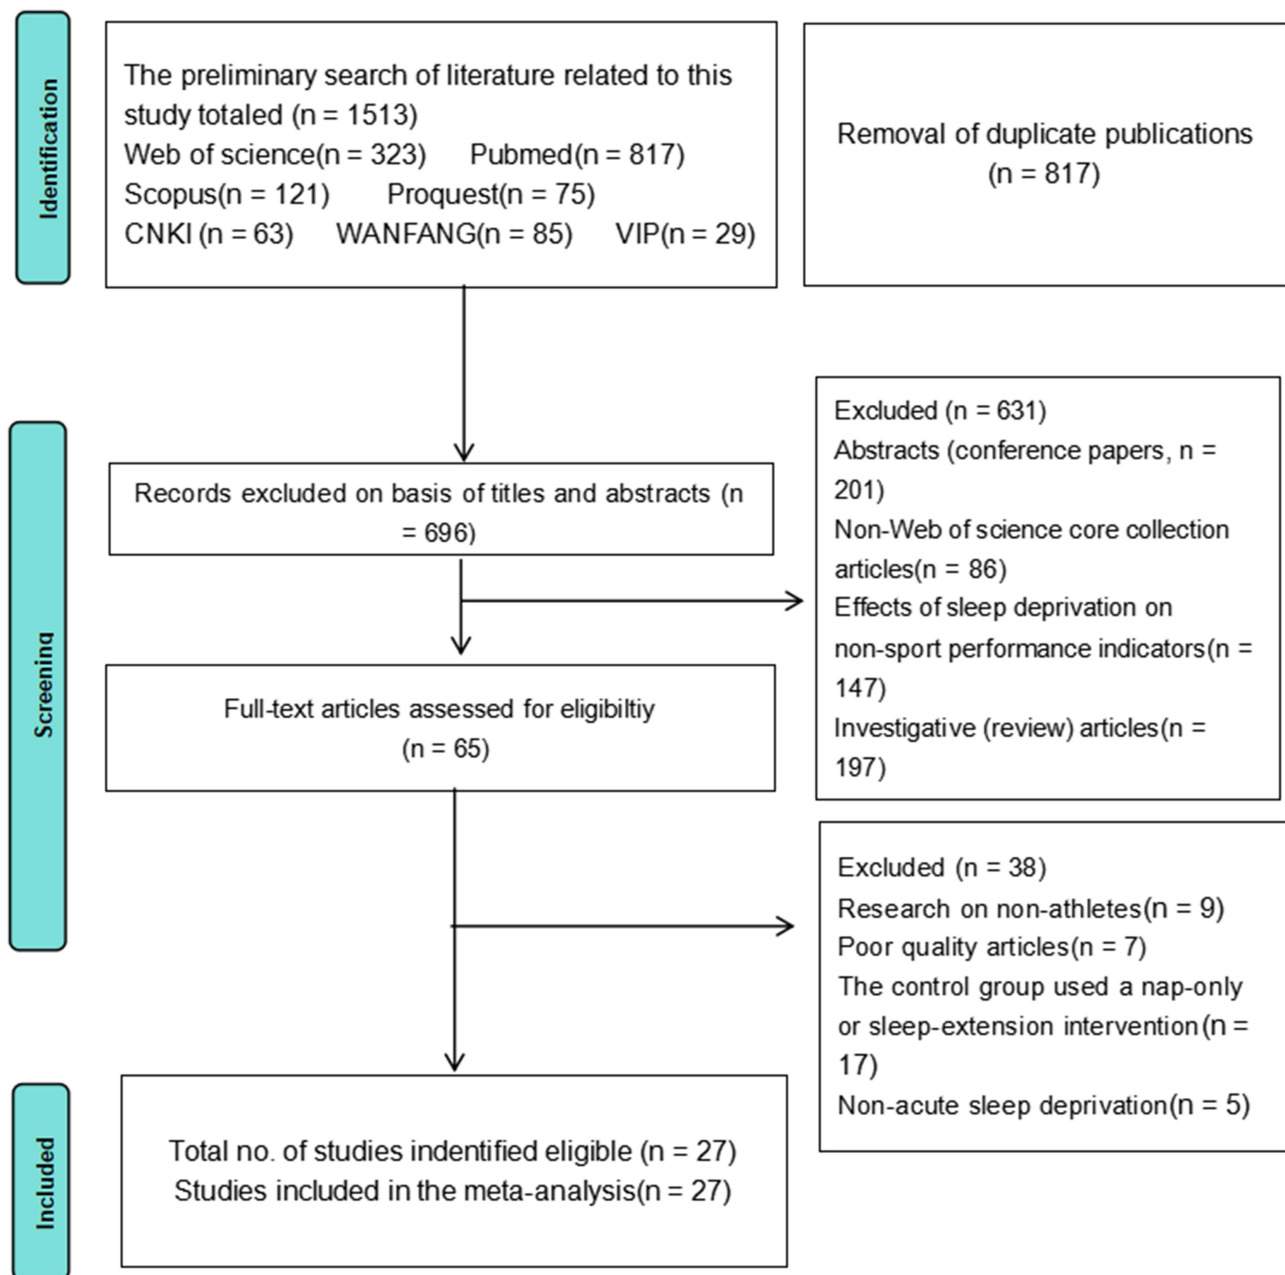 Identification
The preliminary search of literature related to this
study totaled (n = 1513)
Web of science(n = 323) Pubmed(n = 817)
Scopus(n = 121) Proquest(n = 75)
CNKI (n = 63) WANFANG(n = 85) VIP(n = 29)
Removal of duplicate publications
(n = 817)
Screening
Records excluded on basis of titles and abstracts (n
= 696)
Excluded (n = 631)
Abstracts (conference papers, n =
201)
Non-Web of science core collection
articles(n = 86)
Effects of sleep deprivation on
non-sport performance indicators(n =
147)
Investigative (review) articles(n =
197)
Full-text articles assessed for eligibiltiy
(n = 65)
Excluded (n = 38)
Research on non-athletes(n = 9)
Poor quality articles(n = 7)
The control group used a nap-only
or sleep-extension intervention(n =
17)
Non-acute sleep deprivation(n = 5)
Included
Total no. of studies indentified eligible (n = 27)
Studies included in the meta-analysis(n = 27)